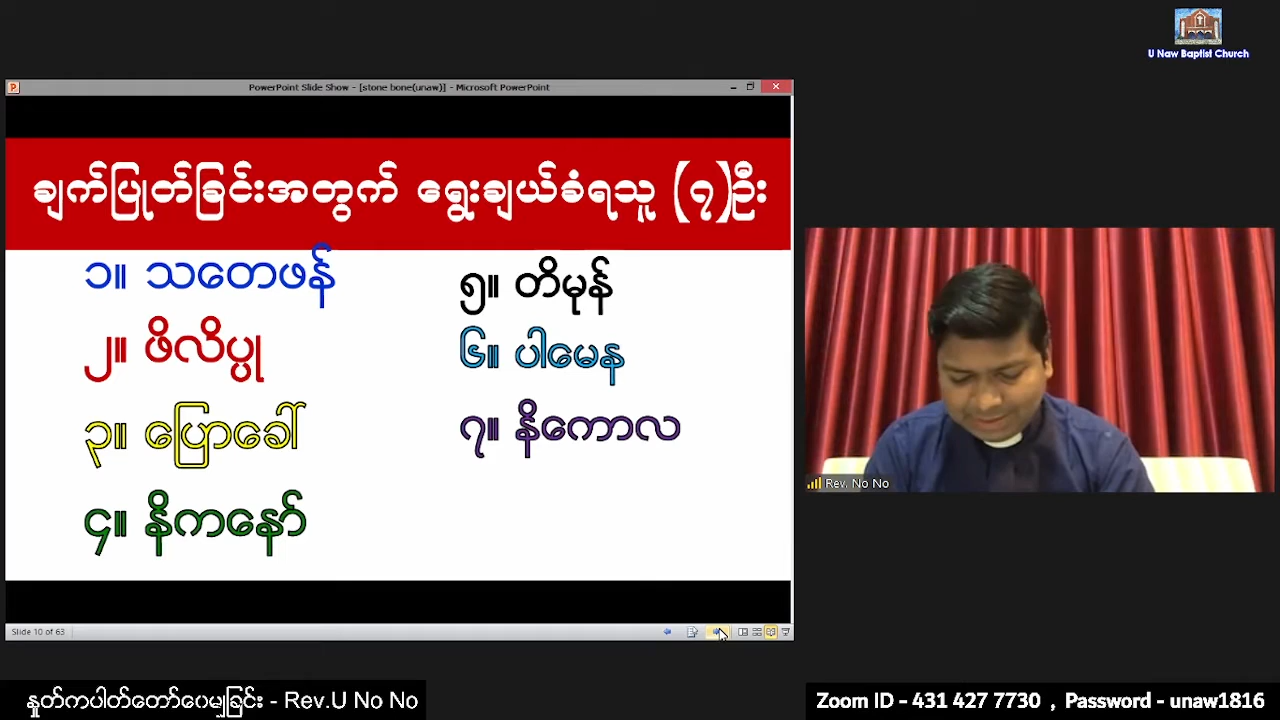 U Naw Baptist Church
PowerPoint Slide Show - [stone bone(unaw)] - Microsoft PowerPoint
ချက်ပြုတ်ခြင်းအတွက် ရွေးချယ်ခံရသူ (၇)ဦး
၁။ သတေဖန်
၂။ ဖိလိပ္ပု
၃။ ပြောခေါ်
၄။ နိကနော်
၅။ တိမုန်
၆။ ပါမေန
၇။ နိကောလ
Rev. No No
Slide 10 of 63
နှုတ်ကပါတ်တော်ဝေမျှခြင်း - Rev.U No No
Zoom ID - 431 427 7730 , Password - unaw1816